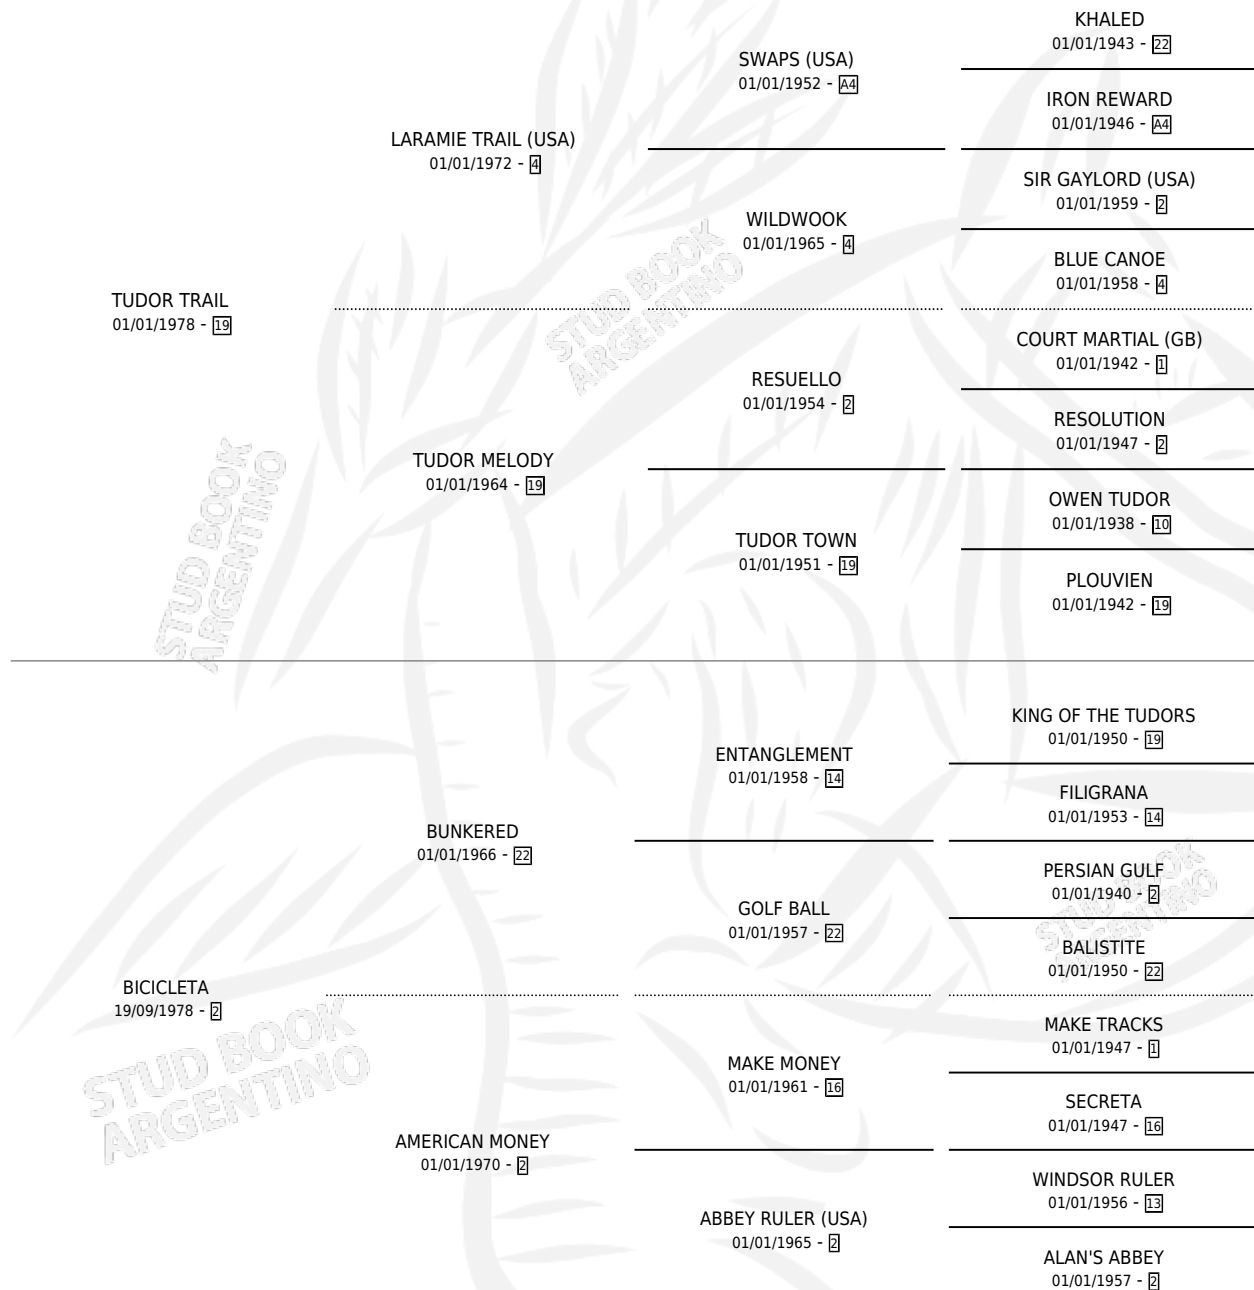 KHALED
01/01/1943 - 22
SWAPS (USA)
01/01/1952 - A4
IRON REWARD
01/01/1946 - A4
LARAMIE TRAIL (USA)
01/01/1972 - 4
SIR GAYLORD (USA)
01/01/1959 - 2
WILDWOOK
01/01/1965 - 4
BLUE CANOE
01/01/1958 - 4
TUDOR TRAIL
01/01/1978 - 19
COURT MARTIAL (GB)
01/01/1942 - 1
RESUELLO
01/01/1954 - 2
RESOLUTION
01/01/1947 - 2
TUDOR MELODY
01/01/1964 - 19
OWEN TUDOR
01/01/1938 - 10
TUDOR TOWN
01/01/1951 - 19
PLOUVIEN
01/01/1942 - 19
KING OF THE TUDORS
01/01/1950 - 19
ENTANGLEMENT
01/01/1958 - 14
FILIGRANA
01/01/1953 - 14
BUNKERED
01/01/1966 - 22
PERSIAN GULF
01/01/1940 - 2
GOLF BALL
01/01/1957 - 22
BALISTITE
01/01/1950 - 22
BICICLETA
19/09/1978 - 2
MAKE TRACKS
01/01/1947 - 1
MAKE MONEY
01/01/1961 - 16
SECRETA
01/01/1947 - 16
AMERICAN MONEY
01/01/1970 - 2
WINDSOR RULER
01/01/1956 - 13
ABBEY RULER (USA)
01/01/1965 - 2
ALAN'S ABBEY
01/01/1957 - 2
STUD BOOK
ARGENTINO
STUD BOOK
ARGENTINO
STUD BOOK
ARGENTINO
STUD BOOK
ARGENTINO